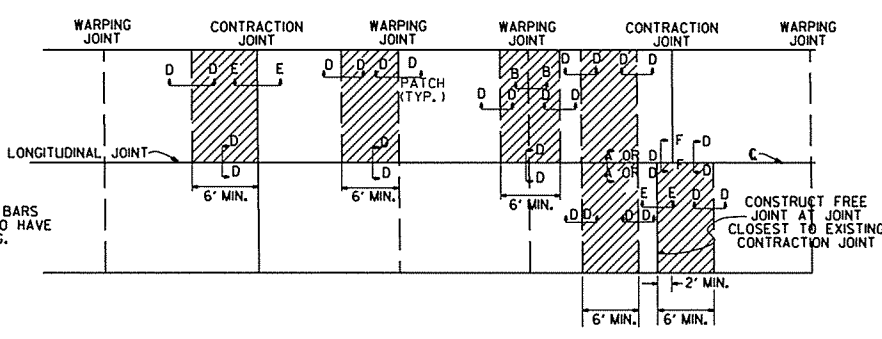 WARPING JOINT
CONTRACTION JOINT
WARPING JOINT
WARPING JOINT
CONTRACTION JOINT
WARPING JOINT
D D E E
D D D D
PATCH
(TYP.)
B B
D D D D
D D D D
LONGITUDINAL JOINT
D
D
D
D
D
D
A OR D
A OR D
F D
F D
℄
6' MIN.
6' MIN.
6' MIN.
E E D D
D D D D
BARS
O HAVE
G.
CONSTRUCT FREE
JOINT AT JOINT
CLOSEST TO EXISTING
CONTRACTION JOINT
2' MIN.
6' MIN.
6' MIN.